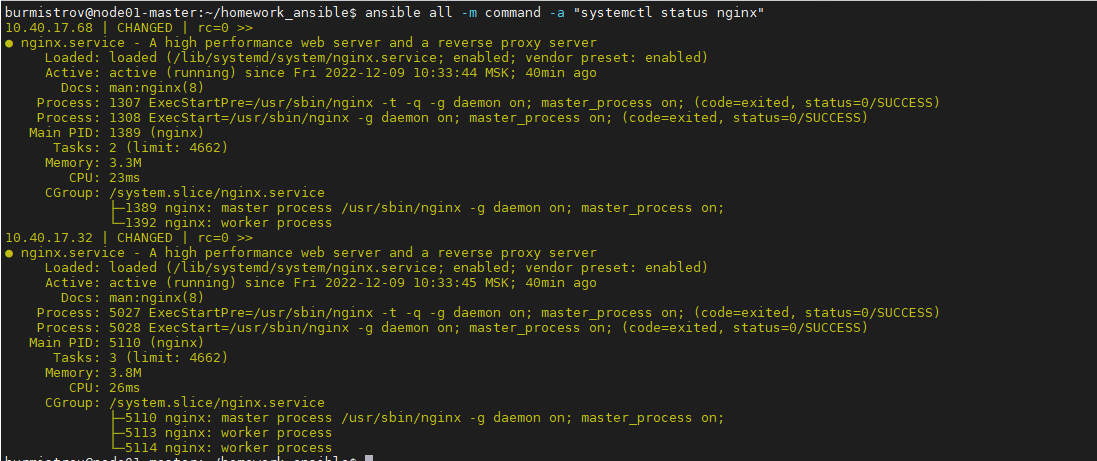 burmistrov@node01-master:~/homework_ansible$ ansible all -m command -a "systemctl status nginx"
10.40.17.68 | CHANGED | rc=0 >>
● nginx.service - A high performance web server and a reverse proxy server
     Loaded: loaded (/lib/systemd/system/nginx.service; enabled; vendor preset: enabled)
     Active: active (running) since Fri 2022-12-09 10:33:44 MSK; 40min ago
       Docs: man:nginx(8)
    Process: 1307 ExecStartPre=/usr/sbin/nginx -t -q -g daemon on; master_process on; (code=exited, status=0/SUCCESS)
    Process: 1308 ExecStart=/usr/sbin/nginx -g daemon on; master_process on; (code=exited, status=0/SUCCESS)
   Main PID: 1389 (nginx)
      Tasks: 2 (limit: 4662)
     Memory: 3.3M
        CPU: 23ms
     CGroup: /system.slice/nginx.service
             ├─1389 nginx: master process /usr/sbin/nginx -g daemon on; master_process on;
             └─1392 nginx: worker process
10.40.17.32 | CHANGED | rc=0 >>
● nginx.service - A high performance web server and a reverse proxy server
     Loaded: loaded (/lib/systemd/system/nginx.service; enabled; vendor preset: enabled)
     Active: active (running) since Fri 2022-12-09 10:33:45 MSK; 40min ago
       Docs: man:nginx(8)
    Process: 5027 ExecStartPre=/usr/sbin/nginx -t -q -g daemon on; master_process on; (code=exited, status=0/SUCCESS)
    Process: 5028 ExecStart=/usr/sbin/nginx -g daemon on; master_process on; (code=exited, status=0/SUCCESS)
   Main PID: 5110 (nginx)
      Tasks: 3 (limit: 4662)
     Memory: 3.8M
        CPU: 26ms
     CGroup: /system.slice/nginx.service
             ├─5110 nginx: master process /usr/sbin/nginx -g daemon on; master_process on;
             ├─5113 nginx: worker process
             └─5114 nginx: worker process
burmistrov@node01-master:~/homework_ansible$